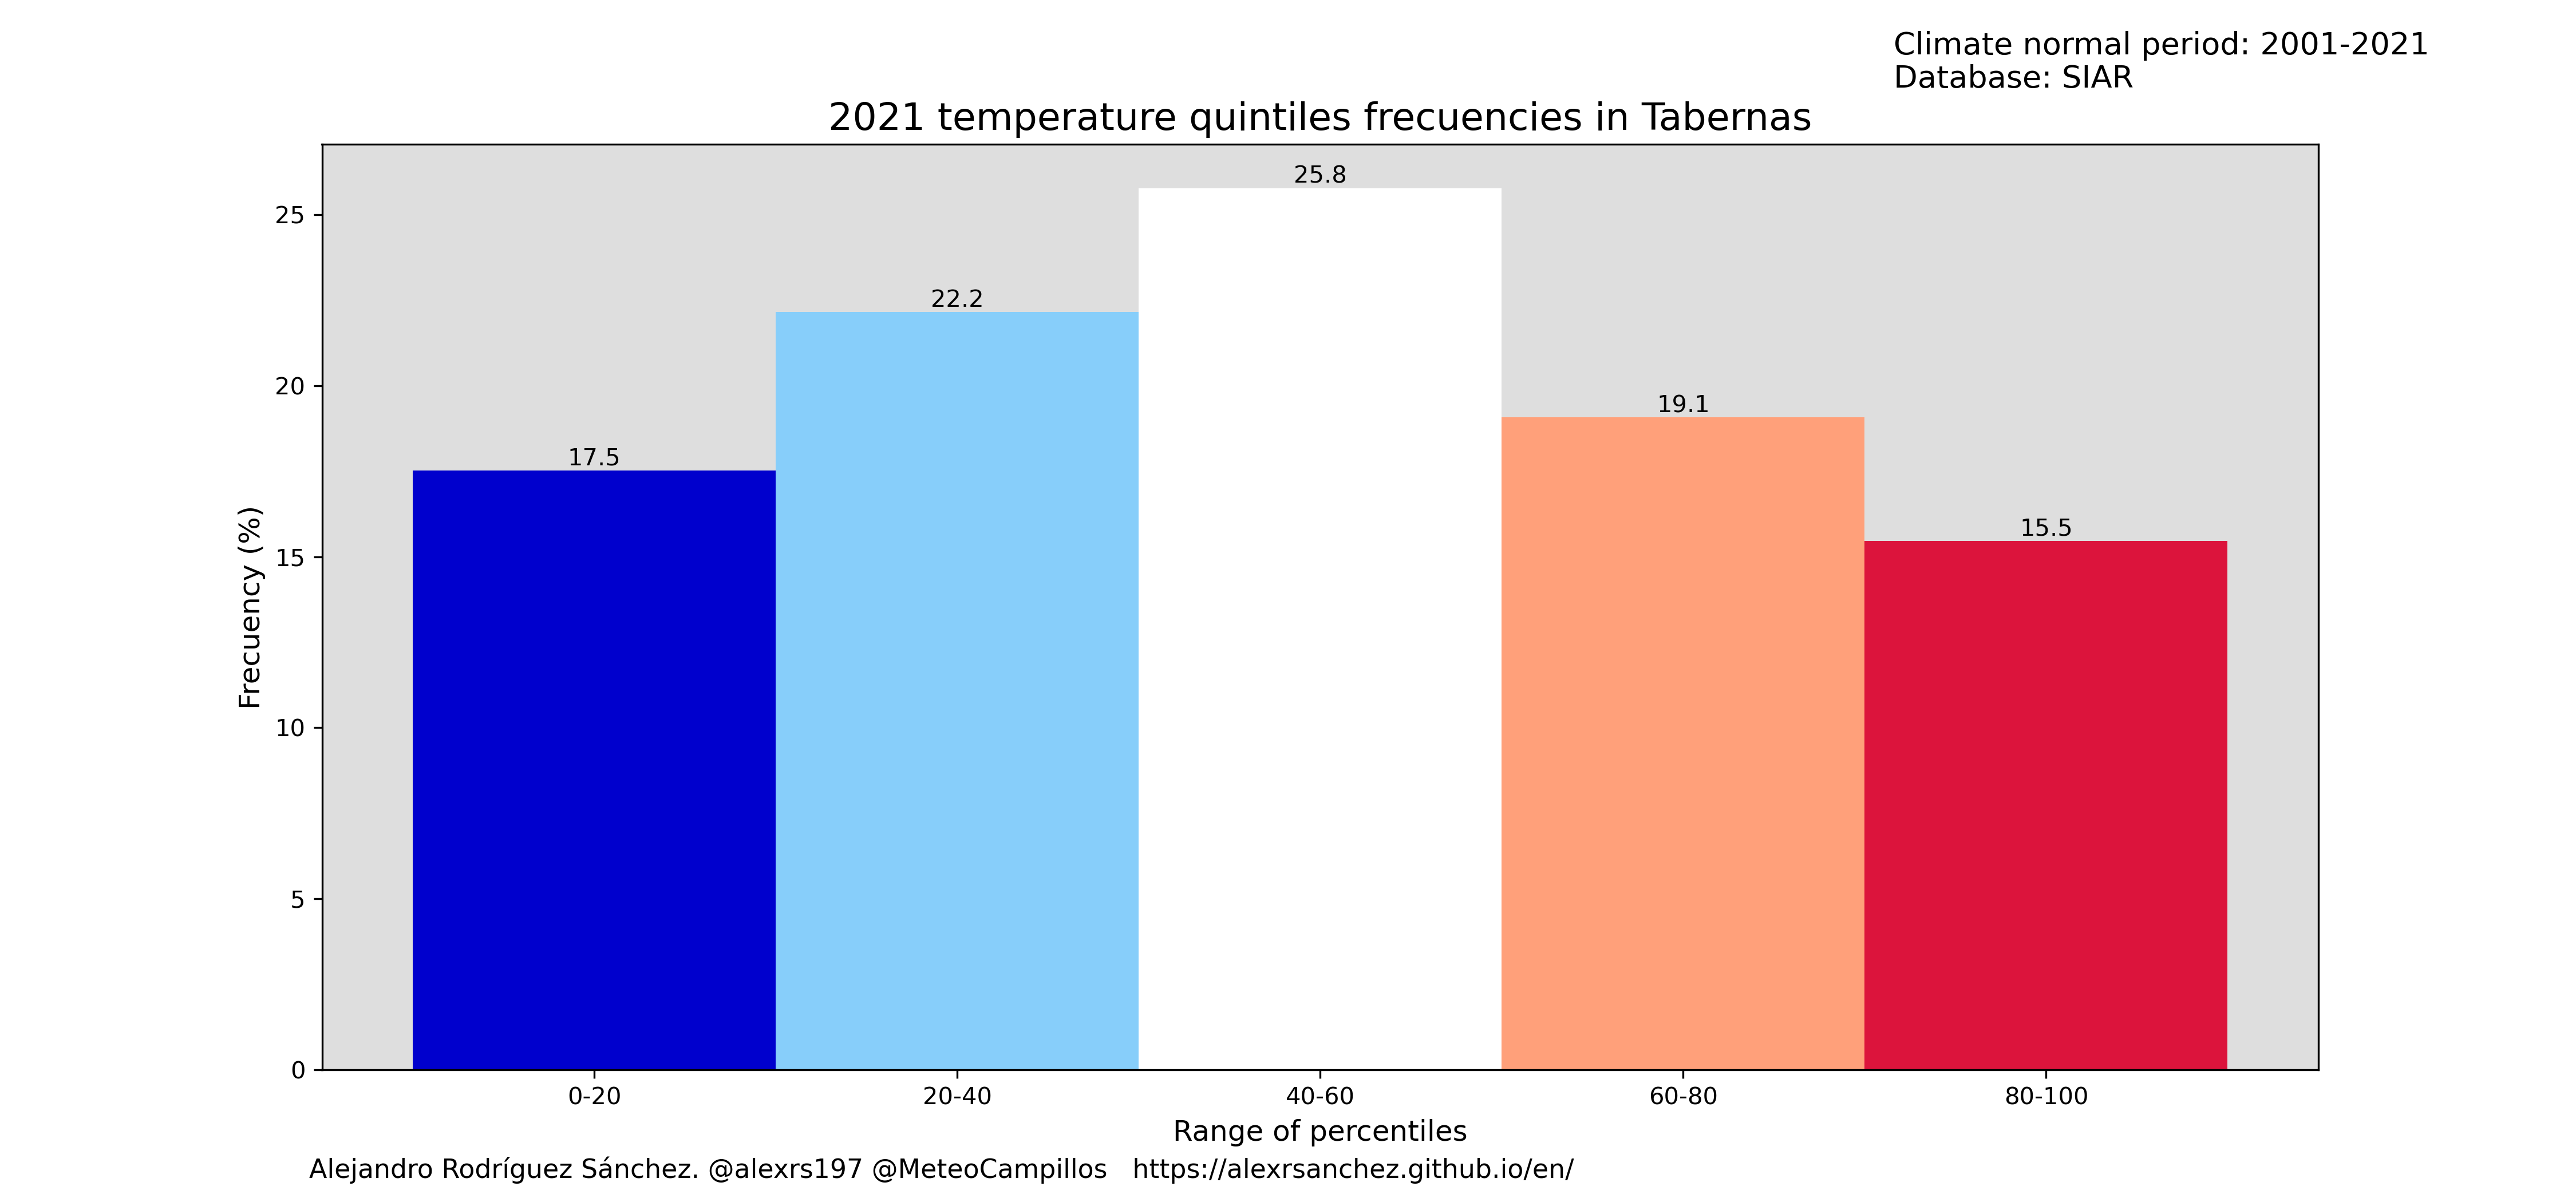 Climate normal period: 2001-2021
Database: SIAR
2021 temperature quintiles frecuencies in Tabernas
Frecuency (%)
25
20
15
10
5
0
17.5
22.2
25.8
19.1
15.5
0-20
20-40
40-60
60-80
80-100
Range of percentiles
Alejandro Rodríguez Sánchez. @alexrs197 @MeteoCampillos https://alexrsanchez.github.io/en/